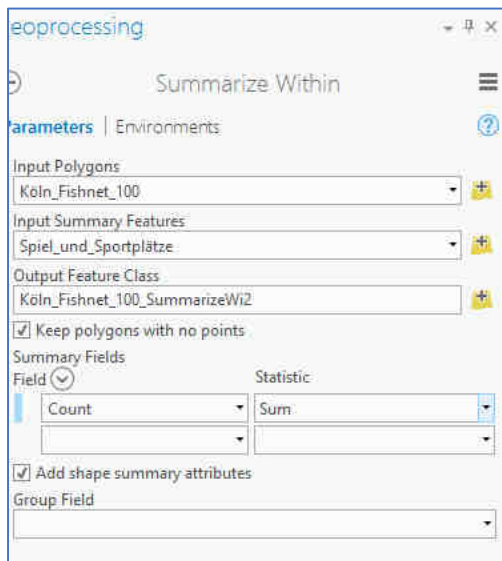 eoprocessing
Summarize Within
Parameters | Environments
Input Polygons
Köln_Fishnet_100
Input Summary Features
Spiel_und_Sportplätze
Output Feature Class
Köln_Fishnet_100_SummarizeWi2
Keep polygons with no points
Summary Fields
Field Statistic
Count Sum
Add shape summary attributes
Group Field